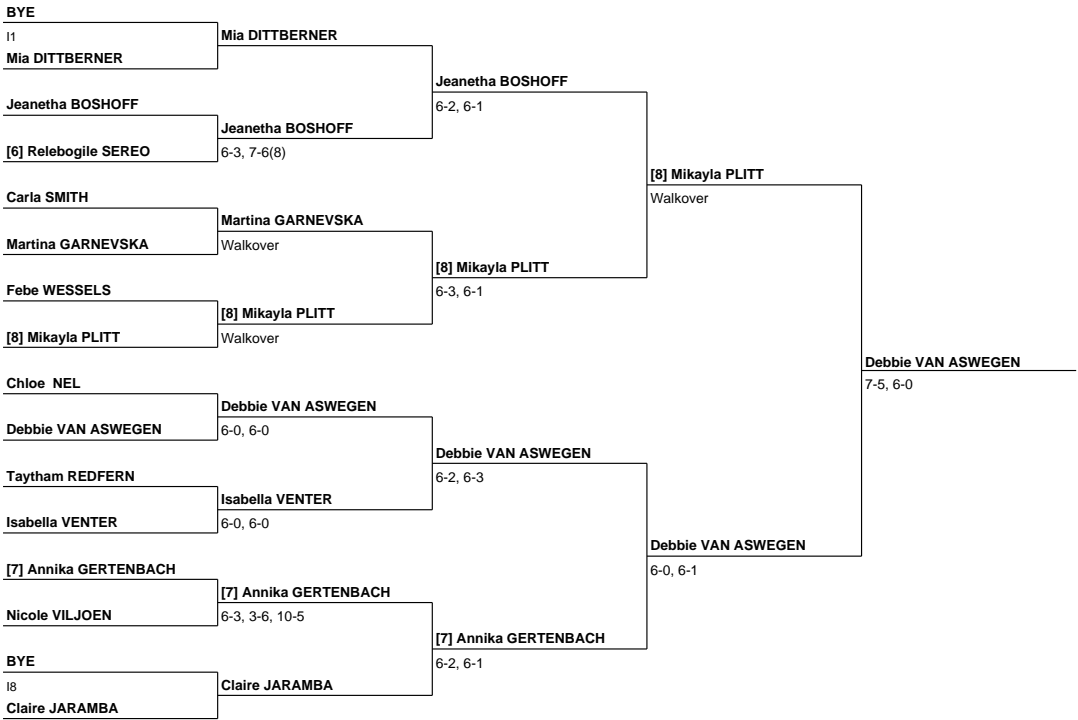 BYE
I1
Mia DITTBERNER
Jeanetha BOSHOFF
[6] Relebogile SEREO
Carla SMITH
Martina GARNEVSKA
Febe WESSELS
[8] Mikayla PLITT
Chloe  NEL
Debbie VAN ASWEGEN
Taytham REDFERN
Isabella VENTER
[7] Annika GERTENBACH
Nicole VILJOEN
BYE
I8
Claire JARAMBA
Mia DITTBERNER
Jeanetha BOSHOFF
6-3, 7-6(8)
Martina GARNEVSKA
Walkover
[8] Mikayla PLITT
Walkover
Debbie VAN ASWEGEN
6-0, 6-0
Isabella VENTER
6-0, 6-0
[7] Annika GERTENBACH
6-3, 3-6, 10-5
Claire JARAMBA
Jeanetha BOSHOFF
6-2, 6-1
[8] Mikayla PLITT
6-3, 6-1
Debbie VAN ASWEGEN
6-2, 6-3
[7] Annika GERTENBACH
6-2, 6-1
[8] Mikayla PLITT
Walkover
Debbie VAN ASWEGEN
6-0, 6-1
Debbie VAN ASWEGEN
7-5, 6-0